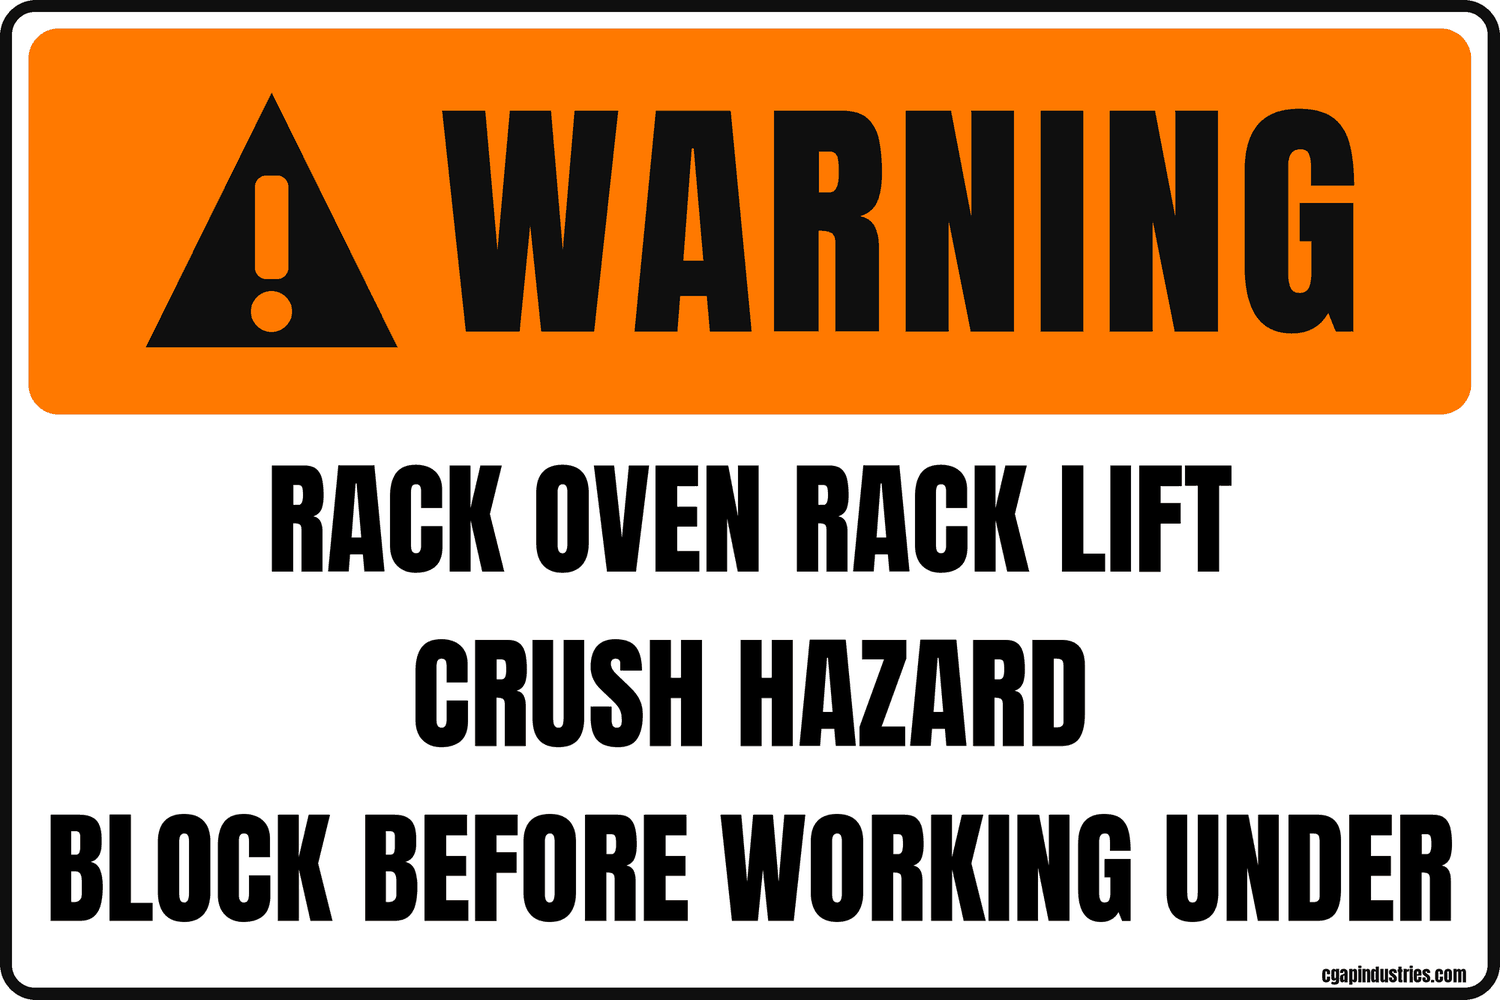 WARNING
RACK OVEN RACK LIFT
CRUSH HAZARD
BLOCK BEFORE WORKING UNDER
cgapindustries.com